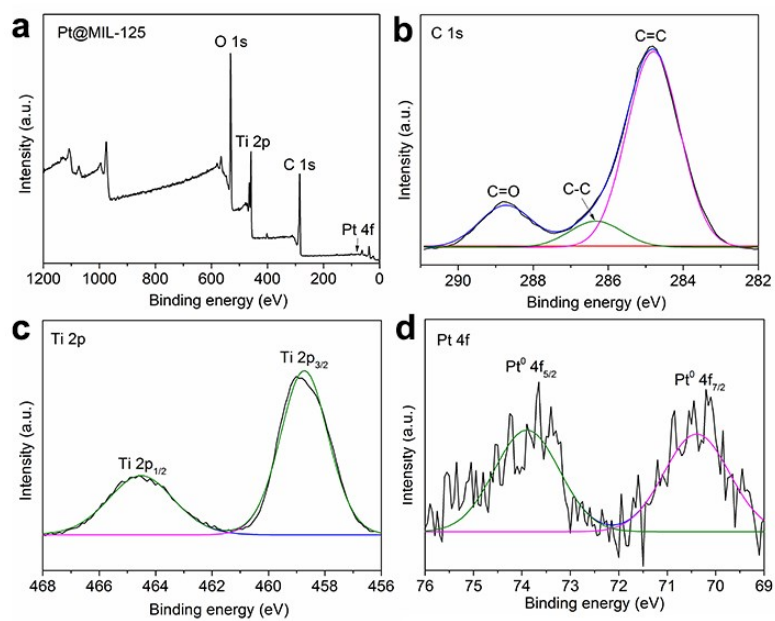 a
Pt@MIL-125
O 1s
Ti 2p
C 1s
Pt 4f
Intensity (a.u.)
1200 1000 800 600 400 200 0
Binding energy (eV)
b
C 1s
C=C
C=O
C-C
Intensity (a.u.)
290 288 286 284 282
Binding energy (eV)
c
Ti 2p
Ti 2p3/2
Ti 2p1/2
Intensity (a.u.)
468 466 464 462 460 458 456
Binding energy (eV)
d
Pt 4f
Pt0 4f5/2
Pt0 4f7/2
Intensity (a.u.)
76 75 74 73 72 71 70 69
Binding energy (eV)